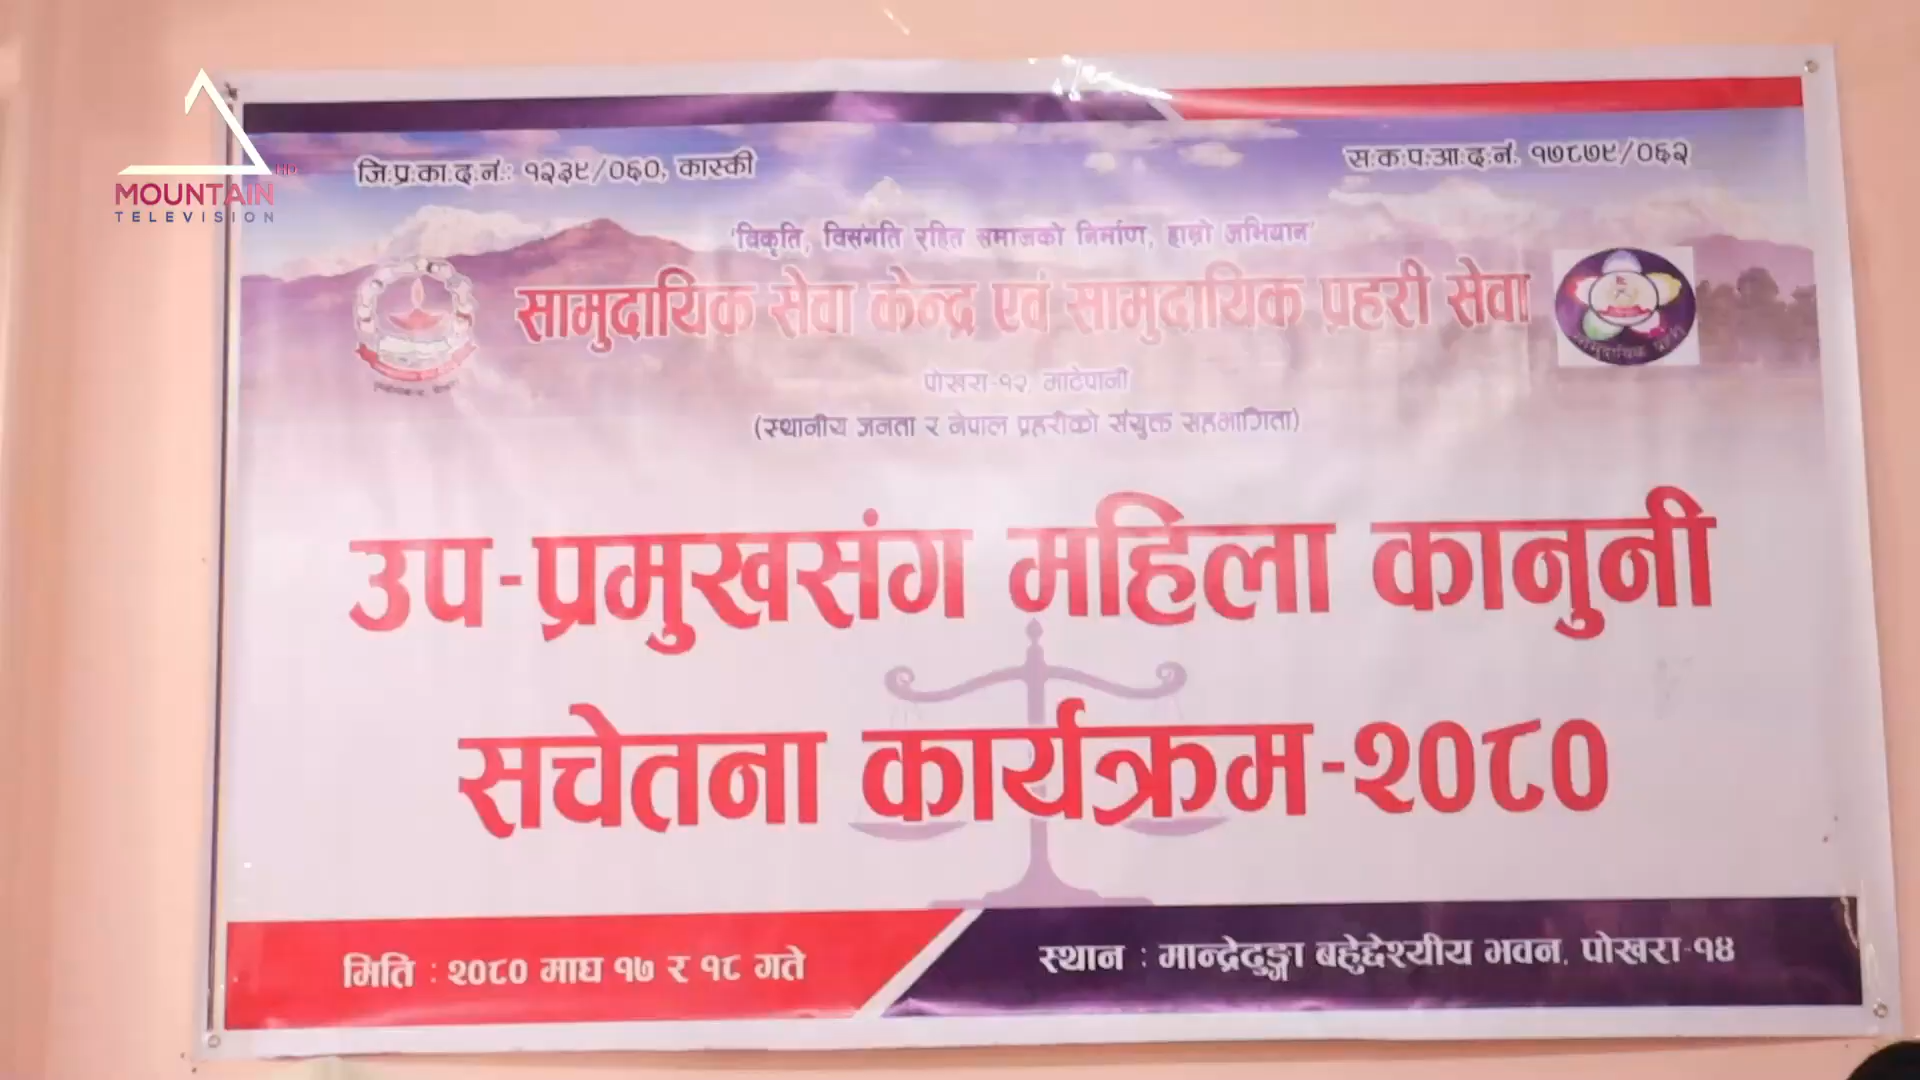 MOUNTAIN
TELEVISION
जि.प्र.का.द.नं.: १२३९/०६०, कास्की
स.क.प.आ.द.नं. १७८७९/०६२
'विकृति, विसंगति रहित समाजको निर्माण, हाम्रो अभियान'
सामुदायिक सेवा केन्द्र एवं सामुदायिक प्रहरी सेवा
पोखरा-१२, माटेपानी
(स्थानीय जनता र नेपाल प्रहरीको संयुक्त सहभागिता)
सामुदायिक प्रहरी
उप-प्रमुखसंग महिला कानुनी
सचेतना कार्यक्रम-२०८०
मिति : २०८० माघ १७ र १८ गते
स्थान : मान्द्रेढुङ्गा बहुद्देश्यीय भवन, पोखरा-१४